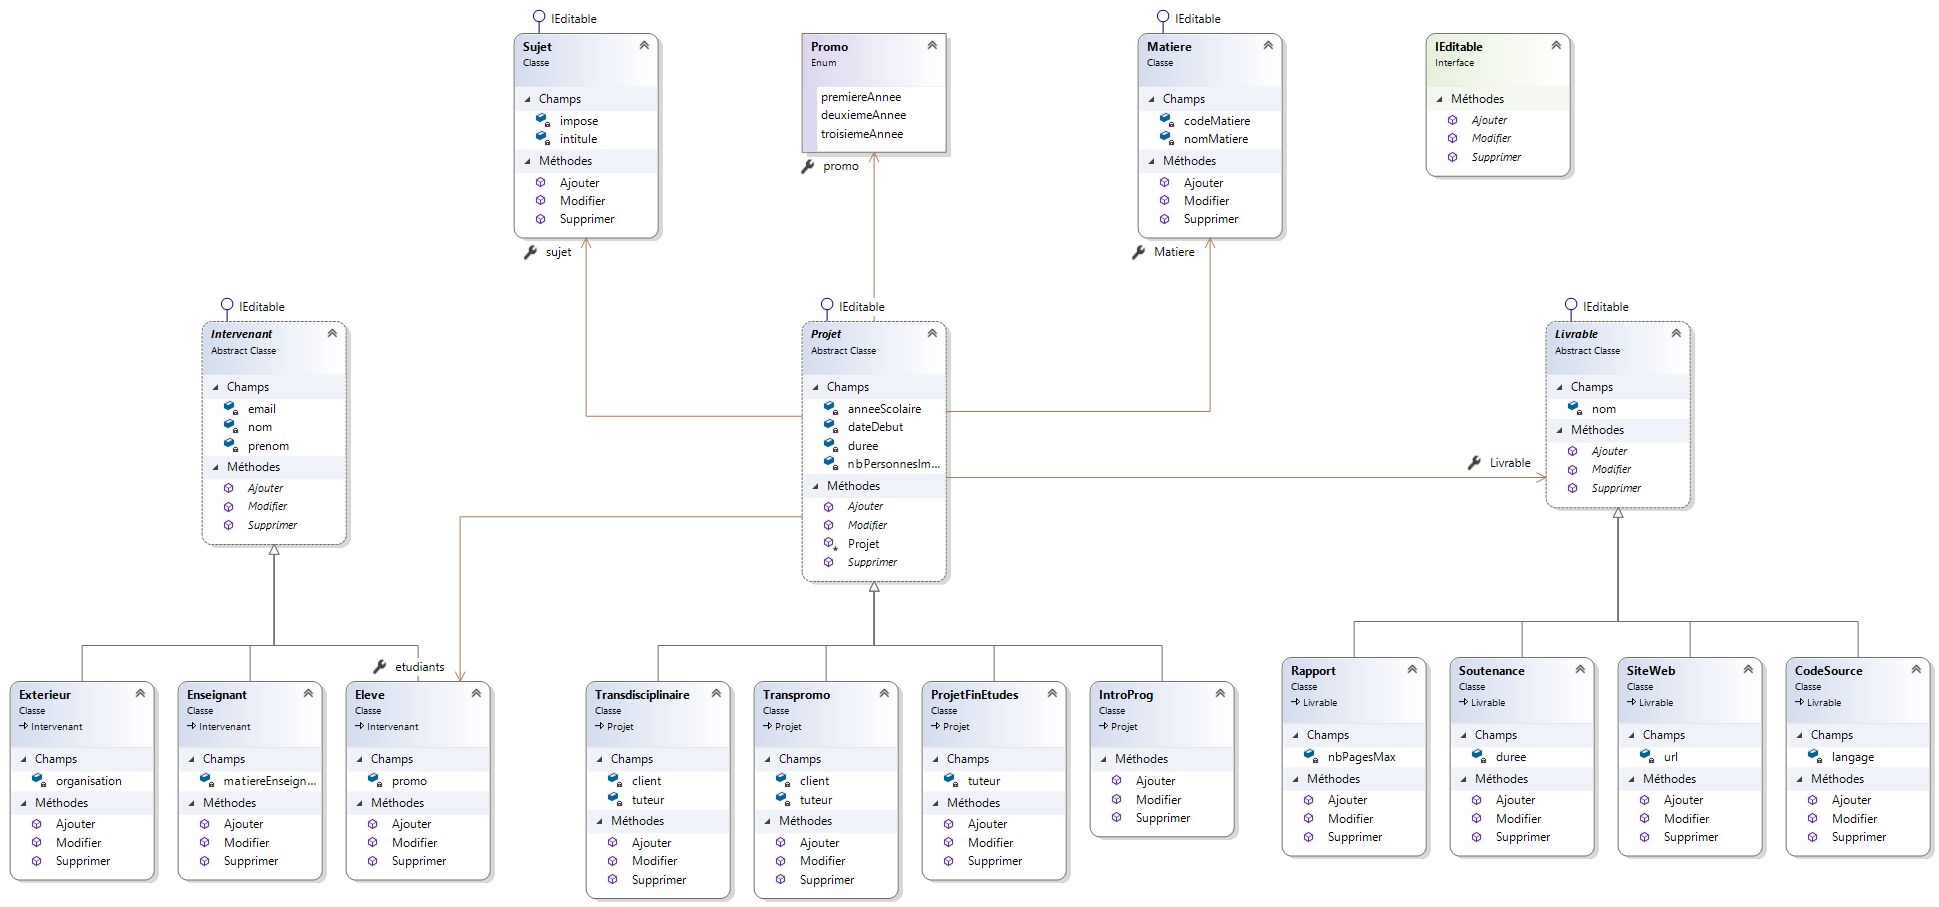 IEditable
Sujet
Classe
Champs
impose
intitule
Méthodes
Ajouter
Modifier
Supprimer
sujet
Promo
Enum
premiereAnnee
deuxiemeAnnee
troisiemeAnnee
promo
IEditable
Matiere
Classe
Champs
codeMatiere
nomMatiere
Méthodes
Ajouter
Modifier
Supprimer
Matiere
IEditable
Interface
Méthodes
Ajouter
Modifier
Supprimer
IEditable
Intervenant
Abstract Classe
Champs
email
nom
prenom
Méthodes
Ajouter
Modifier
Supprimer
IEditable
Projet
Abstract Classe
Champs
anneeScolaire
dateDebut
duree
nbPersonnesIm...
Méthodes
Ajouter
Modifier
Projet
Supprimer
IEditable
Livrable
Abstract Classe
Champs
nom
Méthodes
Ajouter
Modifier
Supprimer
Livrable
etudiants
Exterieur
Classe
Intervenant
Champs
organisation
Méthodes
Ajouter
Modifier
Supprimer
Enseignant
Classe
Intervenant
Champs
matiereEnseign...
Méthodes
Ajouter
Modifier
Supprimer
Eleve
Classe
Intervenant
Champs
promo
Méthodes
Ajouter
Modifier
Supprimer
Transdisciplinaire
Classe
Projet
Champs
client
tuteur
Méthodes
Ajouter
Modifier
Supprimer
Transpromo
Classe
Projet
Champs
client
tuteur
Méthodes
Ajouter
Modifier
Supprimer
ProjetFinEtudes
Classe
Projet
Champs
tuteur
Méthodes
Ajouter
Modifier
Supprimer
IntroProg
Classe
Projet
Méthodes
Ajouter
Modifier
Supprimer
Rapport
Classe
Livrable
Champs
nbPagesMax
Méthodes
Ajouter
Modifier
Supprimer
Soutenance
Classe
Livrable
Champs
duree
Méthodes
Ajouter
Modifier
Supprimer
SiteWeb
Classe
Livrable
Champs
url
Méthodes
Ajouter
Modifier
Supprimer
CodeSource
Classe
Livrable
Champs
langage
Méthodes
Ajouter
Modifier
Supprimer